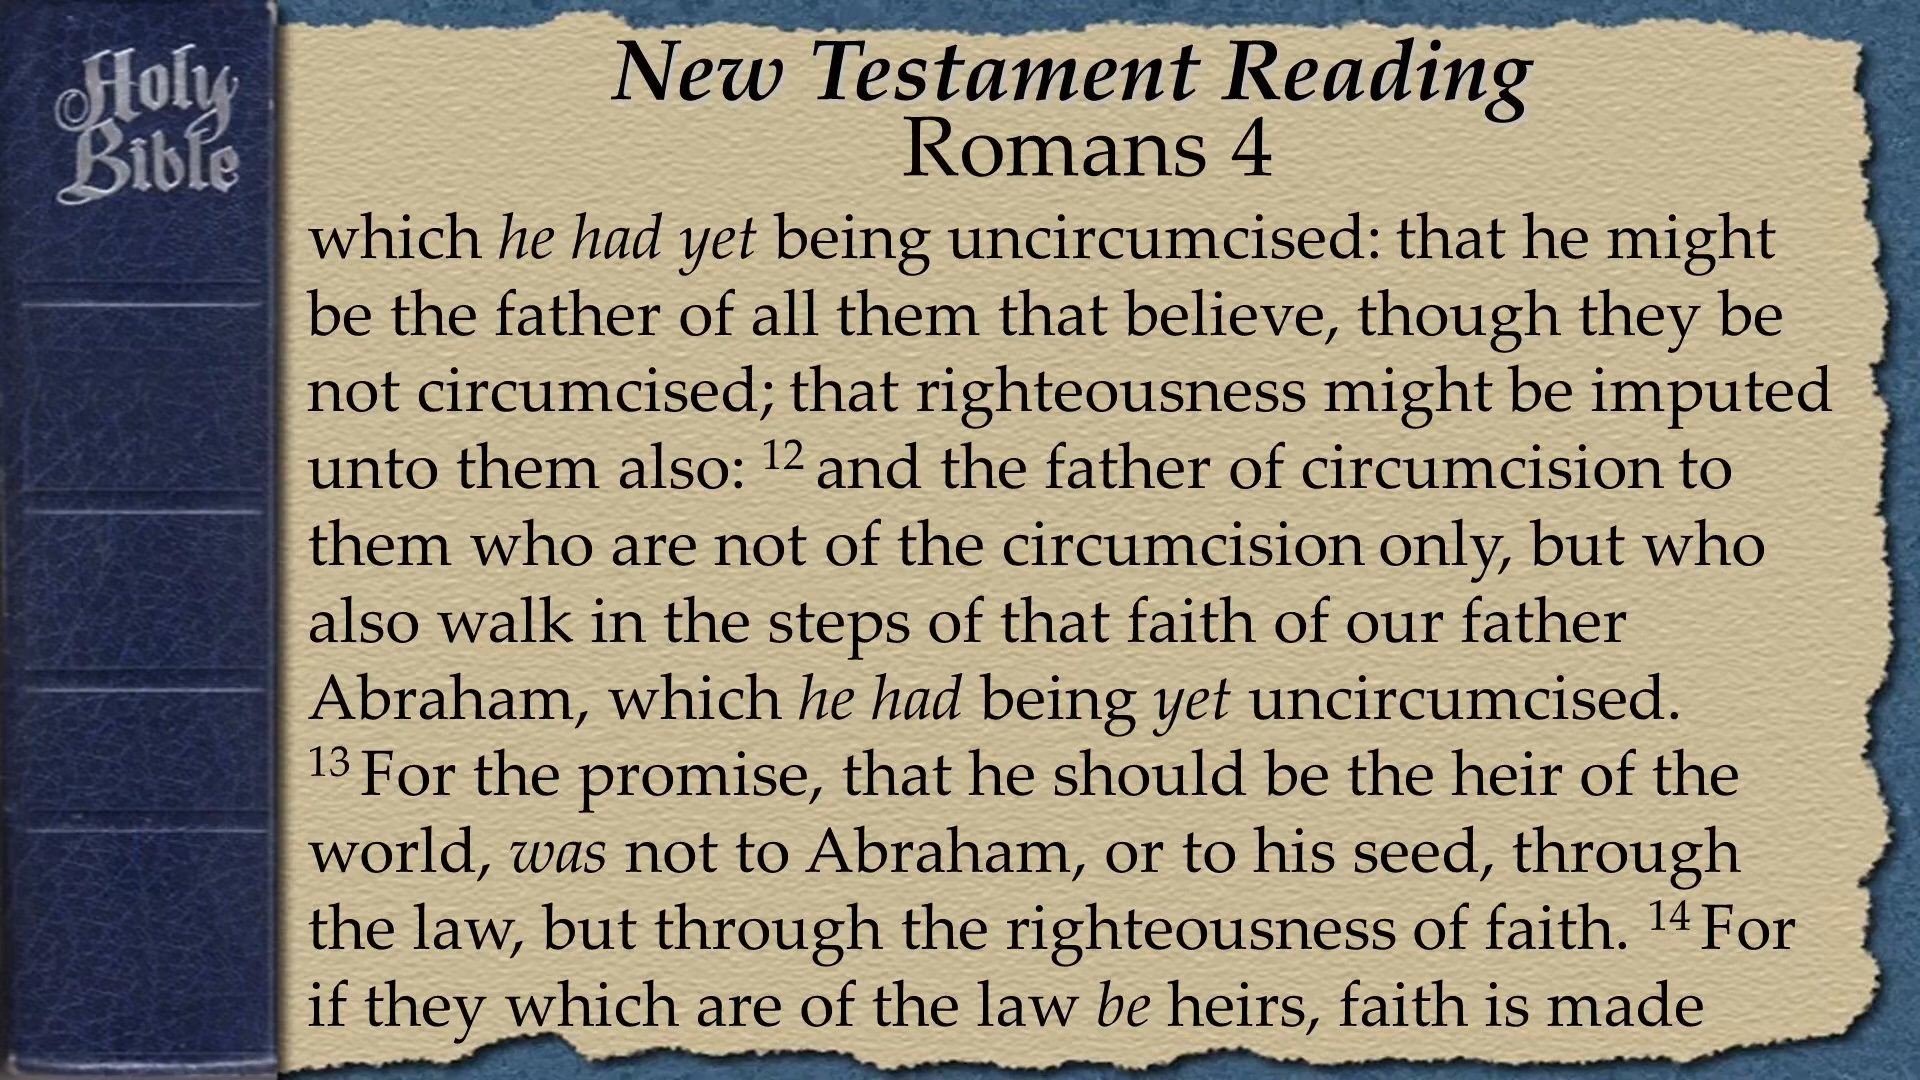 Holy
Bible
New Testament Reading
Romans 4
which he had yet being uncircumcised: that he might
be the father of all them that believe, though they be
not circumcised; that righteousness might be imputed
unto them also: 12 and the father of circumcision to
them who are not of the circumcision only, but who
also walk in the steps of that faith of our father
Abraham, which he had being yet uncircumcised.
13 For the promise, that he should be the heir of the
world, was not to Abraham, or to his seed, through
the law, but through the righteousness of faith. 14 For
if they which are of the law be heirs, faith is made